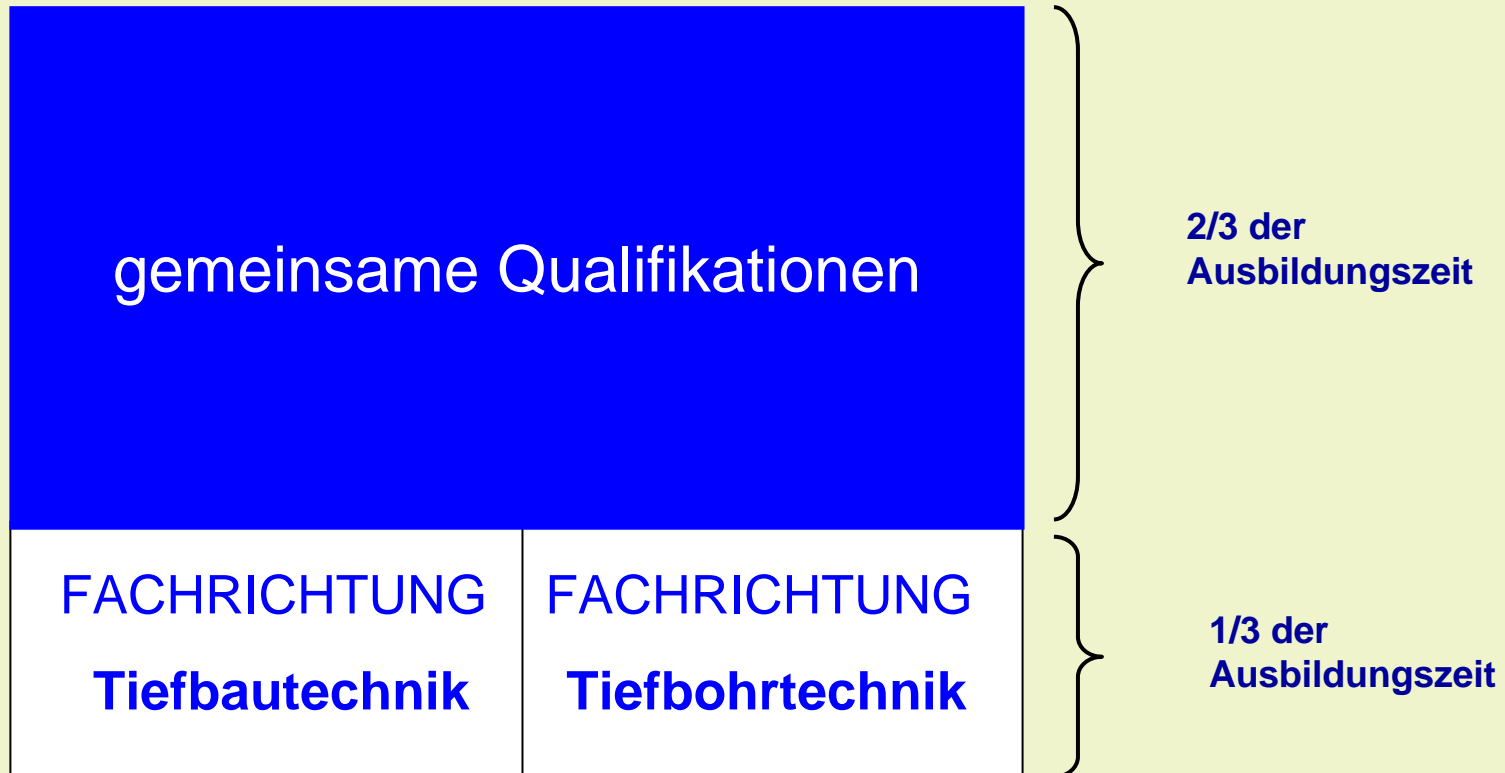 gemeinsame Qualifikationen
2/3 der
Ausbildungszeit
FACHRICHTUNG
Tiefbautechnik
FACHRICHTUNG
Tiefbohrtechnik
1/3 der
Ausbildungszeit